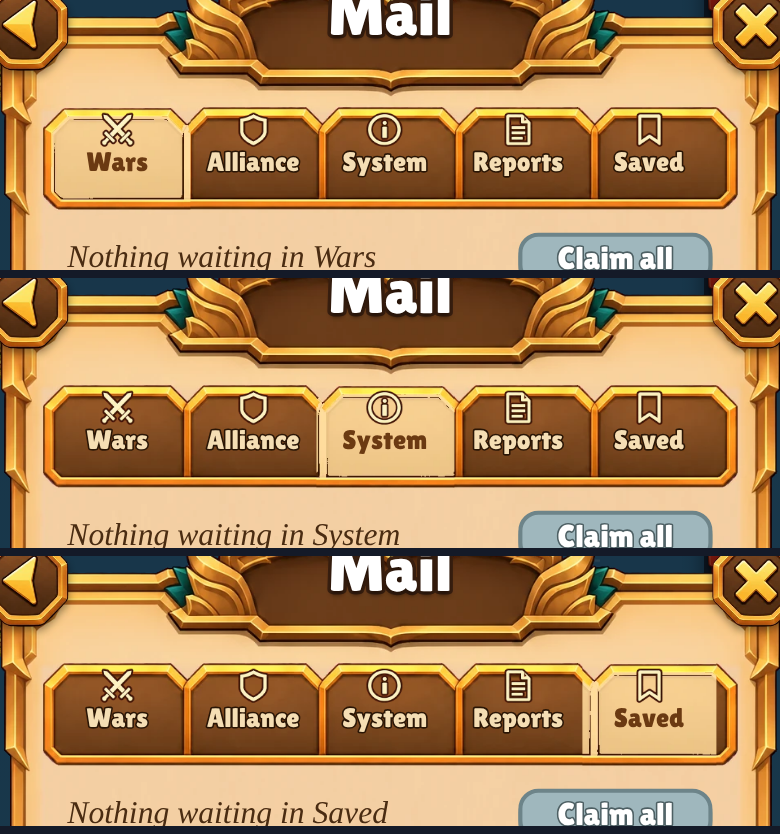 Mail
Wars Alliance System Reports Saved
Nothing waiting in Wars Claim all
Mail
Wars Alliance System Reports Saved
Nothing waiting in System Claim all
Mail
Wars Alliance System Reports Saved
Nothing waiting in Saved Claim all